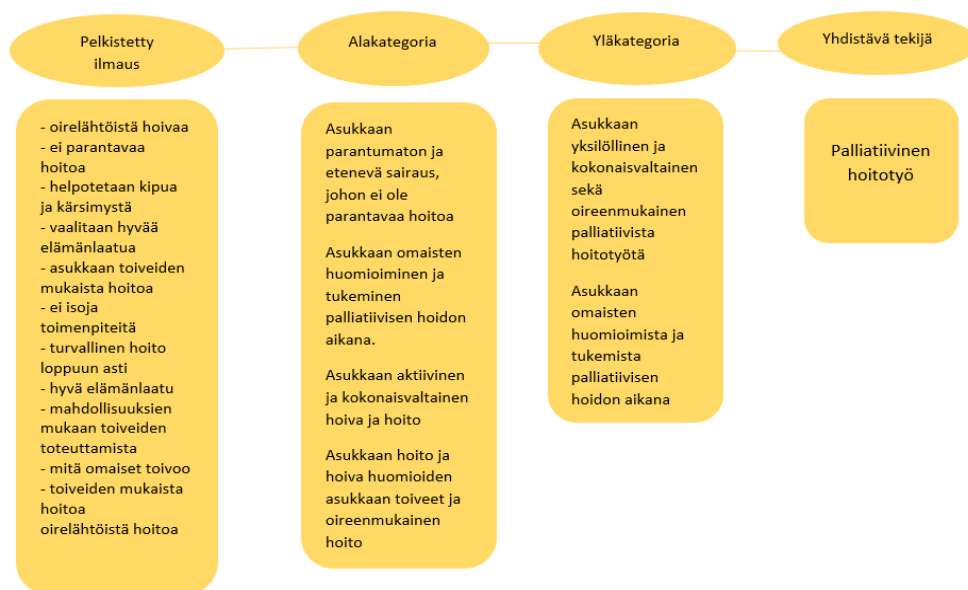 Pelkistetty
ilmaus
Alakategoria
Yläkategoria
Yhdistävä tekijä
- oirelähtöistä hoivaa
- ei parantavaa
hoitoa
- helpotetaan kipua
ja kärsimystä
- vaalitaan hyvää
elämänlaatua
- asukkaan toiveiden
mukaista hoitoa
- ei isoja
toimenpiteitä
- turvallinen hoito
loppuun asti
- hyvä elämänlaatu
- mahdollisuuksien
mukaan toiveiden
toteuttamista
- mitä omaiset toivoo
- toiveiden mukaista
hoitoa
oirelähtöistä hoitoa
Asukkaan
parantumaton ja
etenevä sairaus,
johon ei ole
parantavaa hoitoa
Asukkaan omaisten
huomioiminen ja
tukeminen
palliatiivisen hoidon
aikana.
Asukkaan aktiivinen
ja kokonaisvaltainen
hoiva ja hoito
Asukkaan hoito ja
hoiva huomioiden
asukkaan toiveet ja
oireenmukainen
hoito
Asukkaan
yksilöllinen ja
kokonaisvaltainen
sekä
oireenmukainen
palliatiivista
hoitotyötä
Asukkaan
omaisten
huomioimista ja
tukemista
palliatiivisen
hoidon aikana
Palliatiivinen
hoitotyö